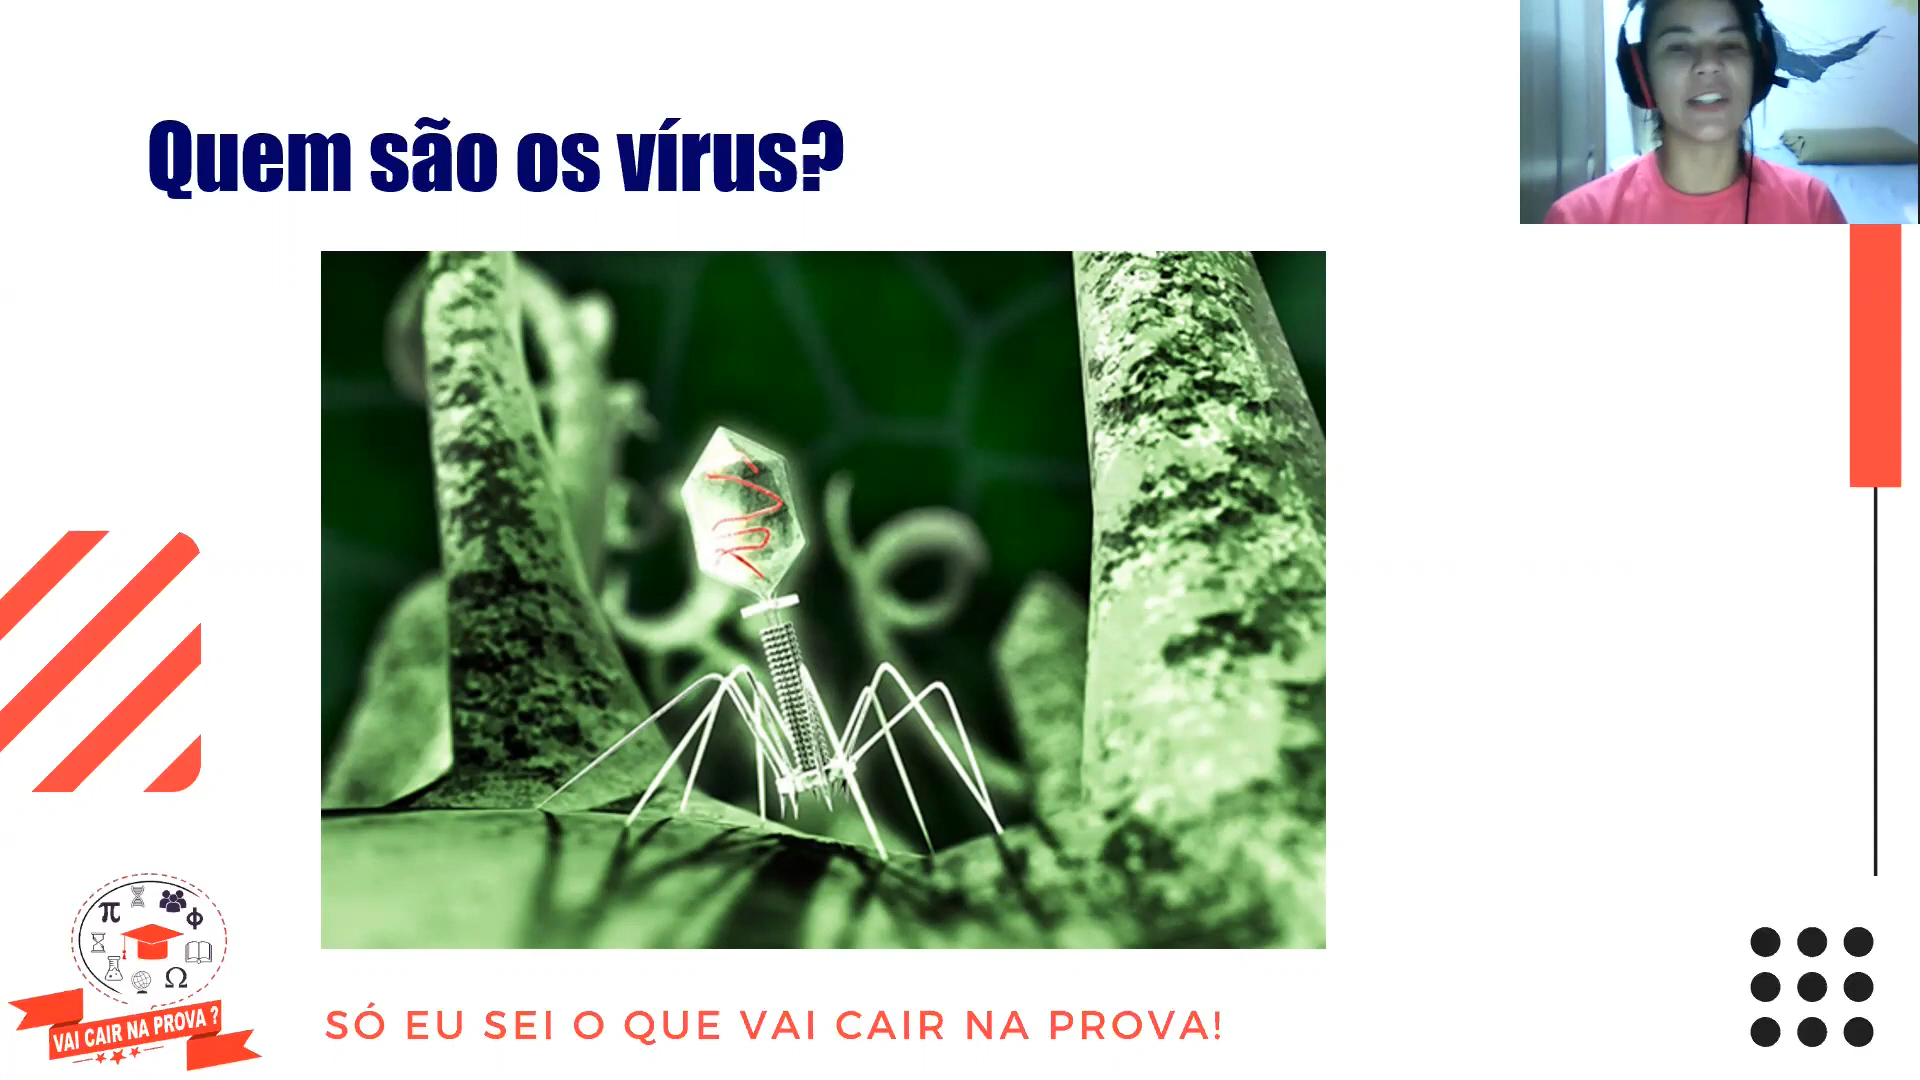 Quem são os vírus?
π
Φ
Ω
VAI CAIR NA PROVA ?
SÓ EU SEI O QUE VAI CAIR NA PROVA!